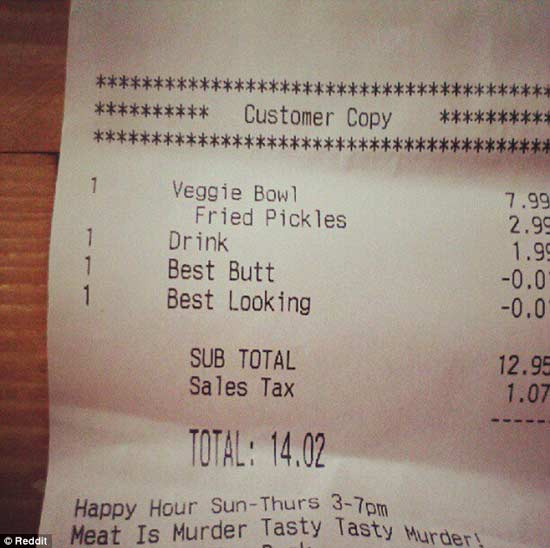 ******************************************
********** Customer Copy **********
******************************************
1 Veggie Bowl 7.99
Fried Pickles 2.99
1 Drink 1.99
1 Best Butt -0.01
1 Best Looking -0.01
SUB TOTAL 12.95
Sales Tax 1.07
------
TOTAL: 14.02
Happy Hour Sun-Thurs 3-7pm
Meat Is Murder Tasty Tasty Murder!
© Reddit